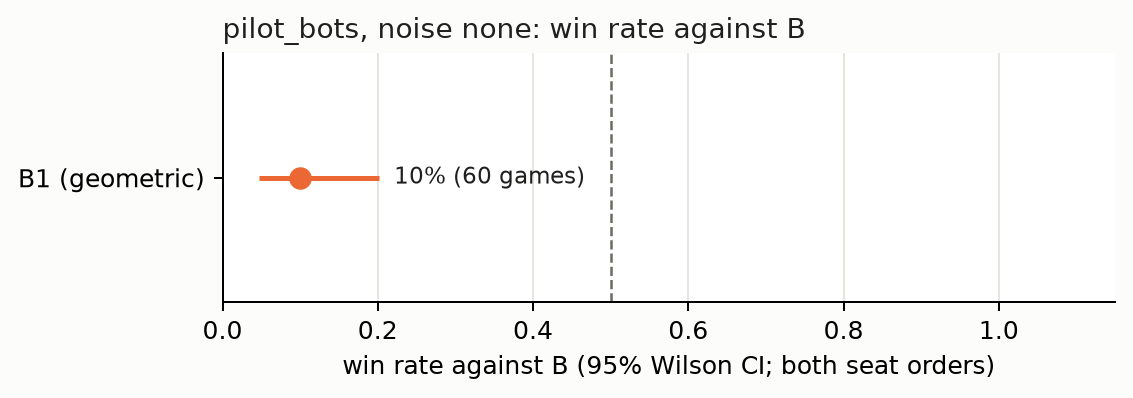 pilot_bots, noise none: win rate against B
B1 (geometric)
10% (60 games)
0.0 0.2 0.4 0.6 0.8 1.0
win rate against B (95% Wilson CI; both seat orders)